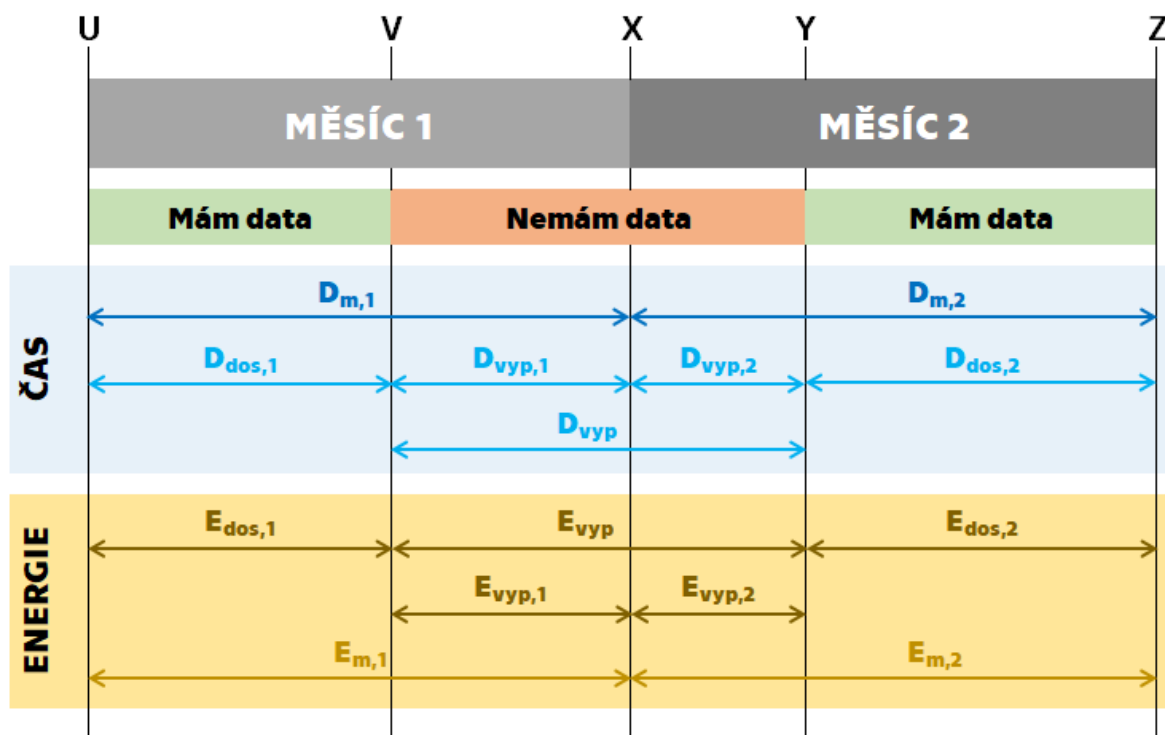 U V X Y Z
MĚSÍC 1 MĚSÍC 2
Mám data Nemám data Mám data
ČAS
Dm,1 Dm,2
Ddos,1 Dvyp,1 Dvyp,2 Ddos,2
Dvyp
ENERGIE
Edos,1 Evyp Edos,2
Evyp,1 Evyp,2
Em,1 Em,2